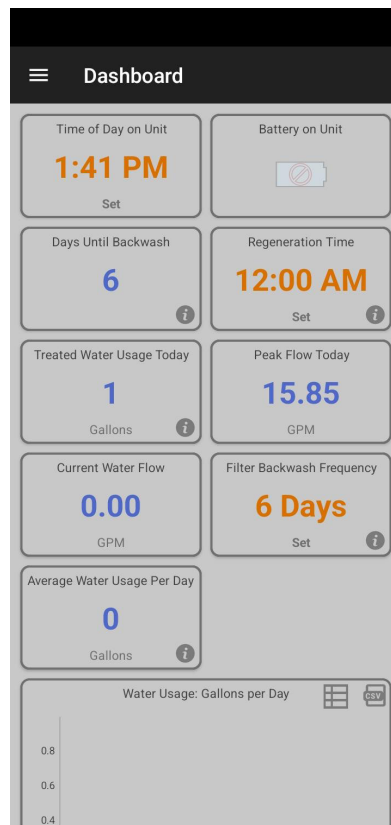 Dashboard
Time of Day on Unit
1:41 PM
Set
Battery on Unit
Days Until Backwash
6
i
Regeneration Time
12:00 AM
Set
i
Treated Water Usage Today
1
Gallons
i
Peak Flow Today
15.85
GPM
Current Water Flow
0.00
GPM
Filter Backwash Frequency
6 Days
Set
i
Average Water Usage Per Day
0
Gallons
i
Water Usage: Gallons per Day
CSV
0.8
0.6
0.4